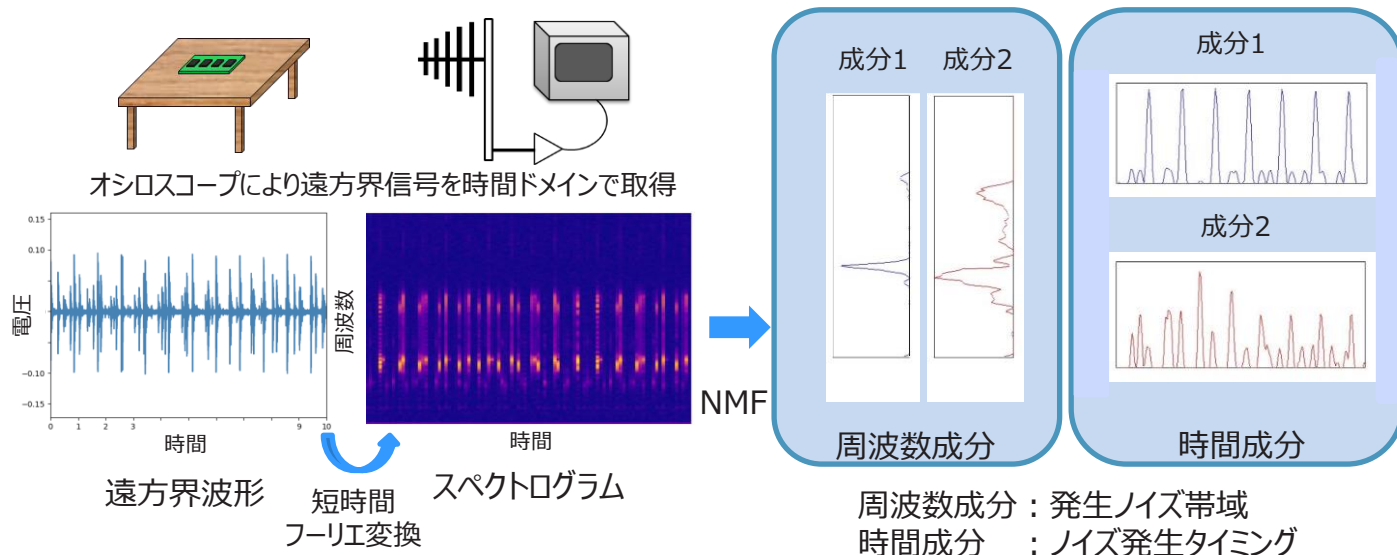 オシロスコープにより遠方界信号を時間ドメインで取得
0.15
0.10
電圧
−0.10
−0.15
0 1 2 3 9 10
時間
遠方界波形
短時間
フーリエ変換
周波数
時間
スペクトログラム
NMF
成分1 成分2
周波数成分
成分1
成分2
時間成分
周波数成分：発生ノイズ帯域
時間成分　：ノイズ発生タイミング